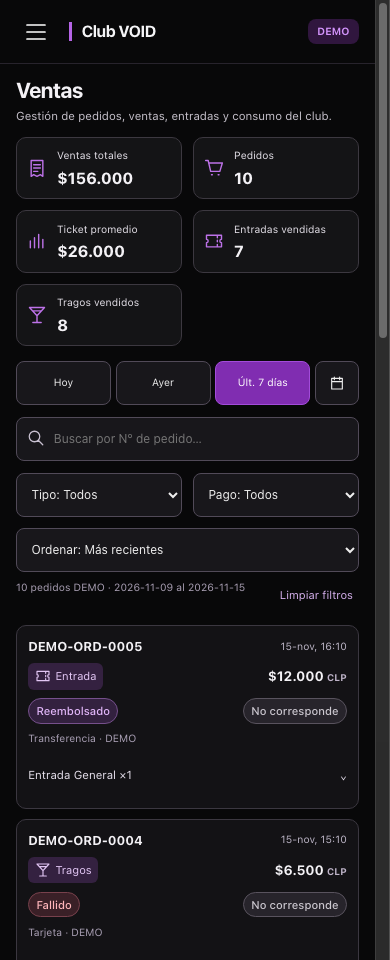 Club VOID
DEMO
Ventas
Gestión de pedidos, ventas, entradas y consumo del club.
Ventas totales
$156.000
Pedidos
10
Ticket promedio
$26.000
Entradas vendidas
7
Tragos vendidos
8
Hoy
Ayer
Últ. 7 días
Buscar por Nº de pedido...
Tipo: Todos
Pago: Todos
Ordenar: Más recientes
10 pedidos DEMO · 2026-11-09 al 2026-11-15
Limpiar filtros
DEMO-ORD-0005
15-nov, 16:10
Entrada
$12.000 CLP
Reembolsado
No corresponde
Transferencia · DEMO
Entrada General ×1
DEMO-ORD-0004
15-nov, 15:10
Tragos
$6.500 CLP
Fallido
No corresponde
Tarjeta · DEMO